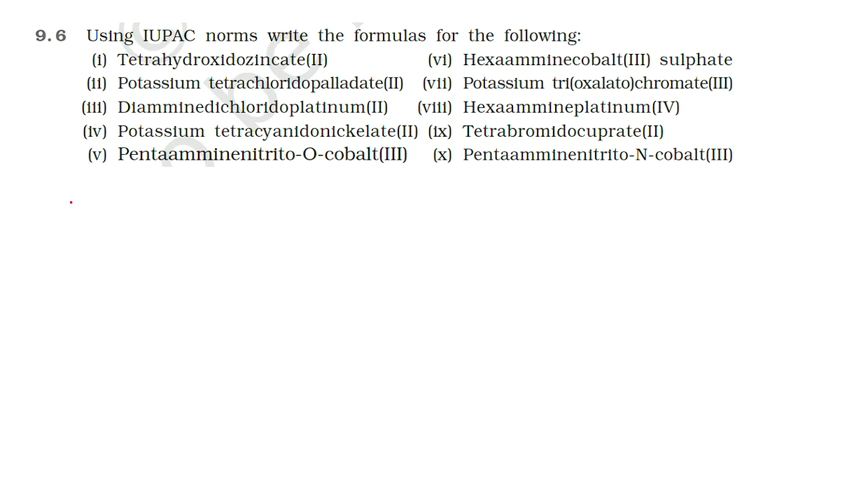 9.6 Using IUPAC norms write the formulas for the following:
(i) Tetrahydroxidozincate(II) (vi) Hexaamminecobalt(III) sulphate
(ii) Potassium tetrachloridopalladate(II) (vii) Potassium tri(oxalato)chromate(III)
(iii) Diamminedichloridoplatinum(II) (viii) Hexaammineplatinum(IV)
(iv) Potassium tetracyanidonickelate(II) (ix) Tetrabromidocuprate(II)
(v) Pentaamminenitrito-O-cobalt(III) (x) Pentaamminenitrito-N-cobalt(III)